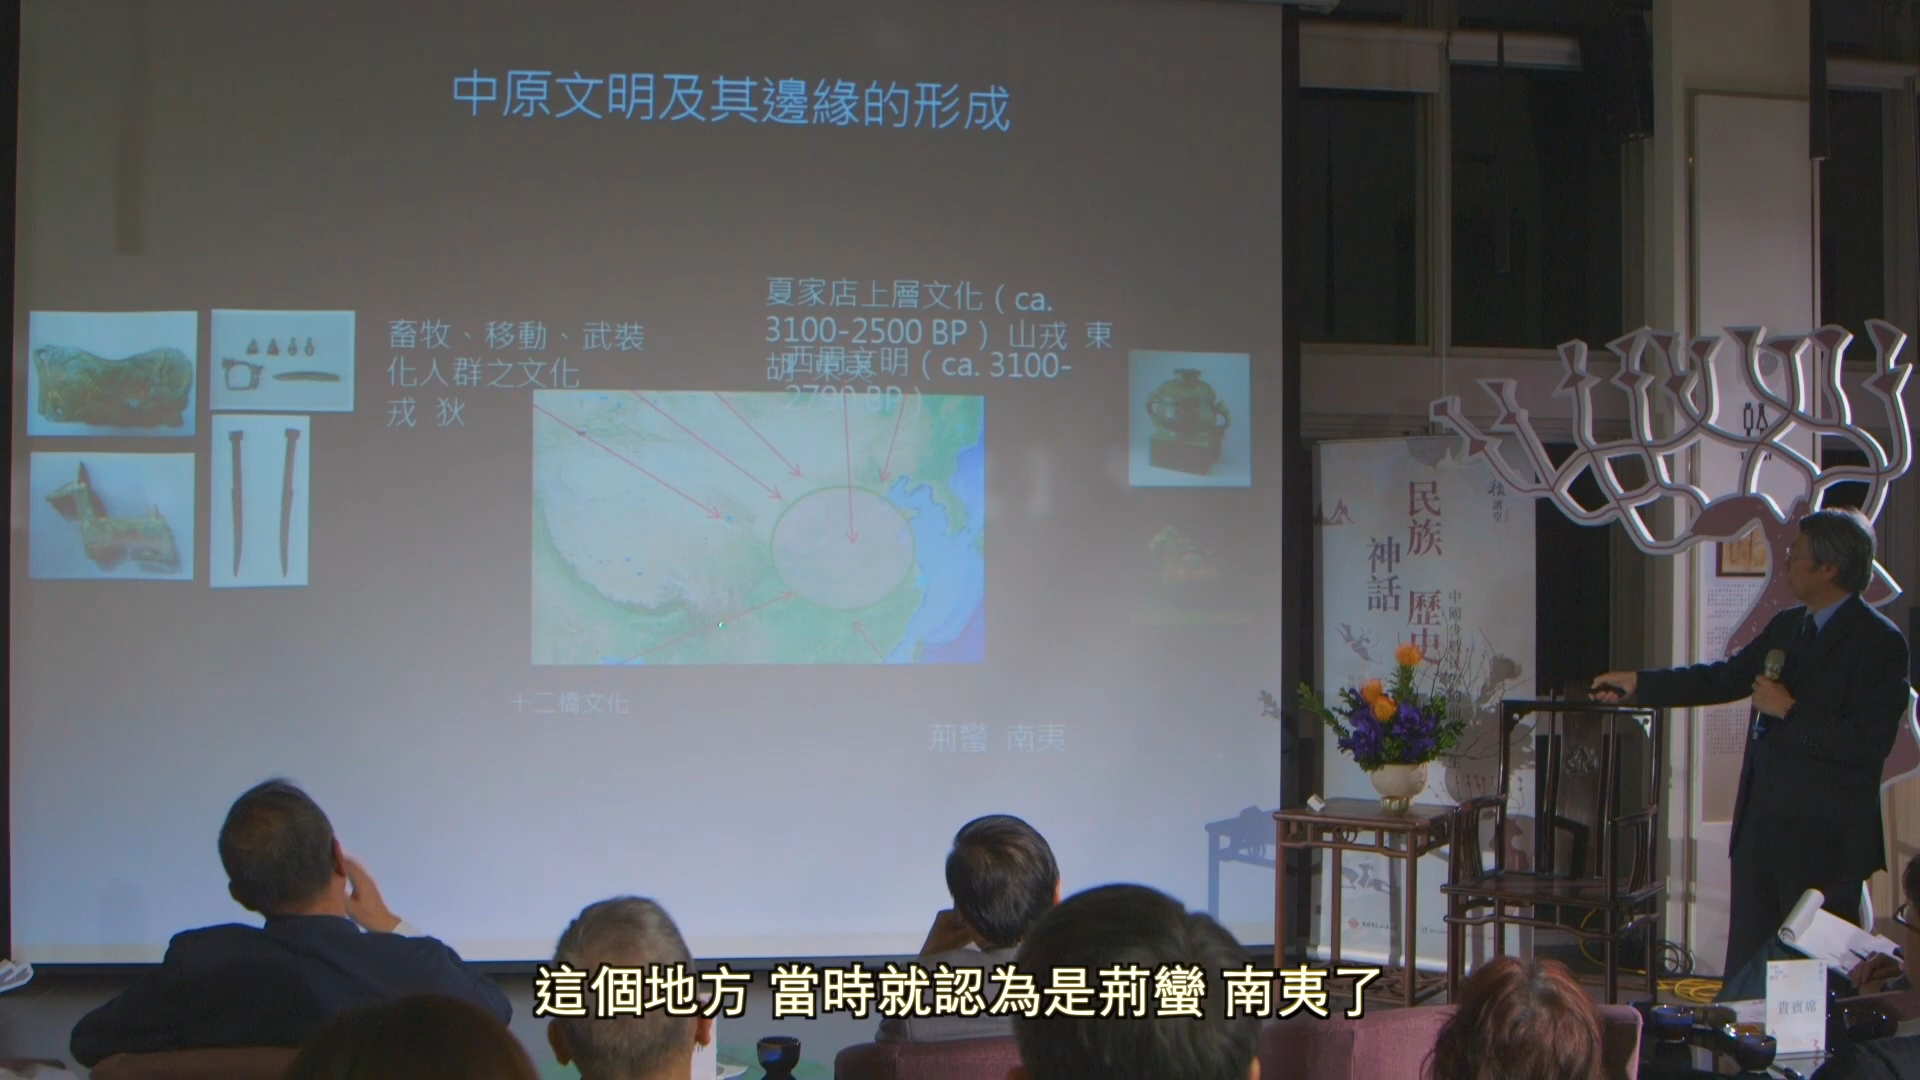 中原文明及其邊緣的形成
夏家店上層文化（ca.
3100-2500 BP） 山戎 東
胡 東夷
西周文明（ca. 3100-
2790 BP）
畜牧、移動、武裝
化人群之文化
戎 狄
十二橋文化
荊蠻 南夷
民族 歷史
神話
貴賓席
這個地方 當時就認為是荊蠻 南夷了